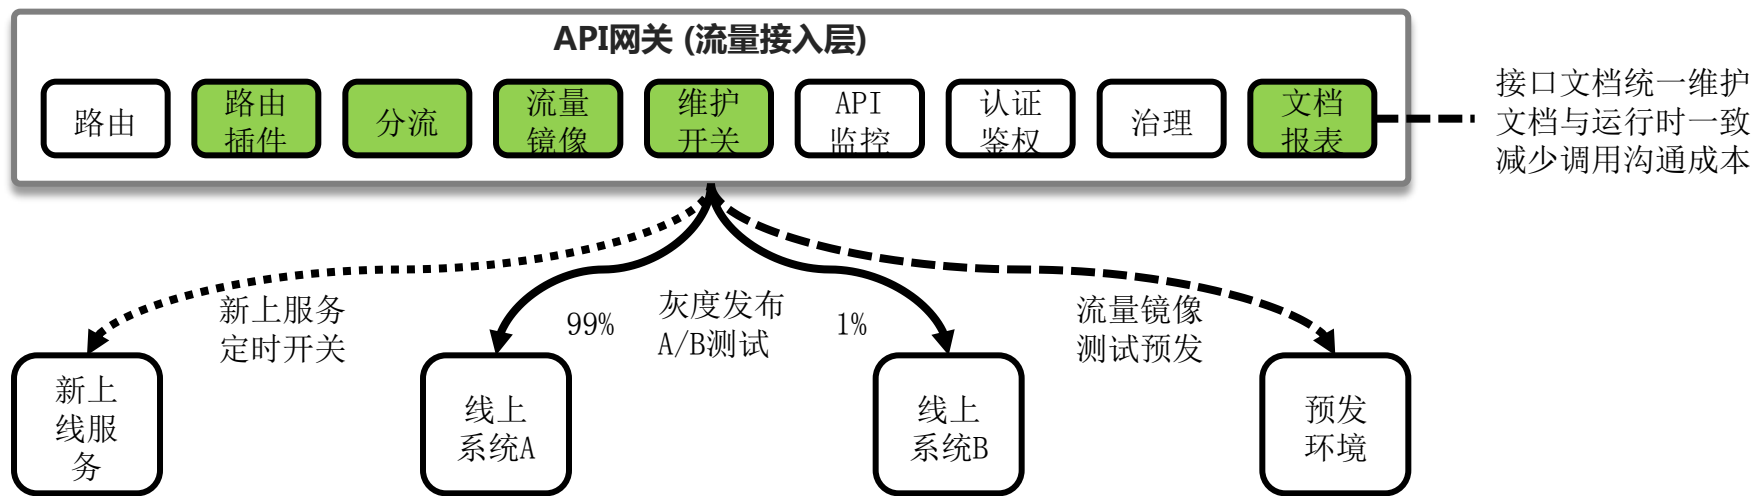 API网关 (流量接入层)
路由
路由
插件
分流
流量
镜像
维护
开关
API
监控
认证
鉴权
治理
文档
报表
接口文档统一维护
文档与运行时一致
减少调用沟通成本
新上服务
定时开关
99%
灰度发布
A/B测试
1%
流量镜像
测试预发
新上
线服
务
线上
系统A
线上
系统B
预发
环境